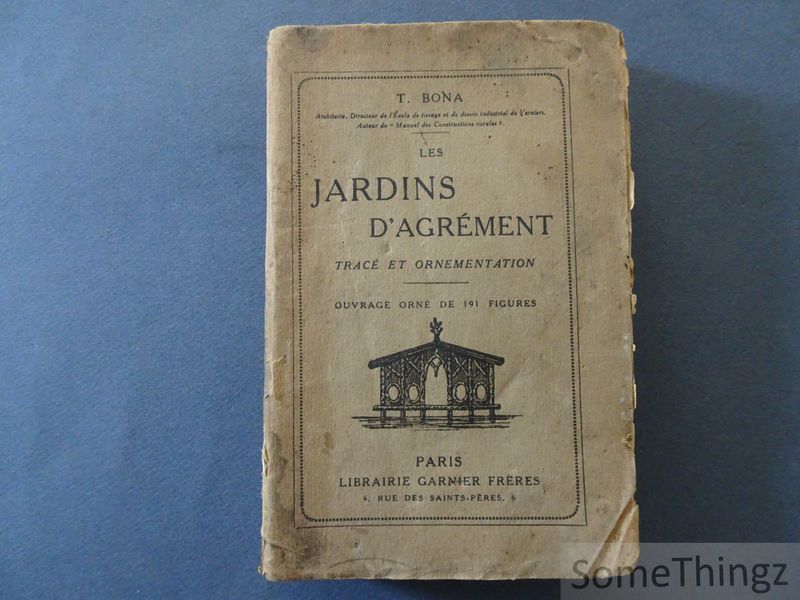 T. BONA
Architecte, Directeur de l'École de tissage et de dessin industriel de Verviers.
Auteur du « Manuel des Constructions rurales ».
LES
JARDINS
D'AGRÉMENT
TRACÉ ET ORNEMENTATION
OUVRAGE ORNÉ DE 191 FIGURES
PARIS
LIBRAIRIE GARNIER FRÈRES
6, RUE DES SAINTS-PÈRES, 6
SomeThingz